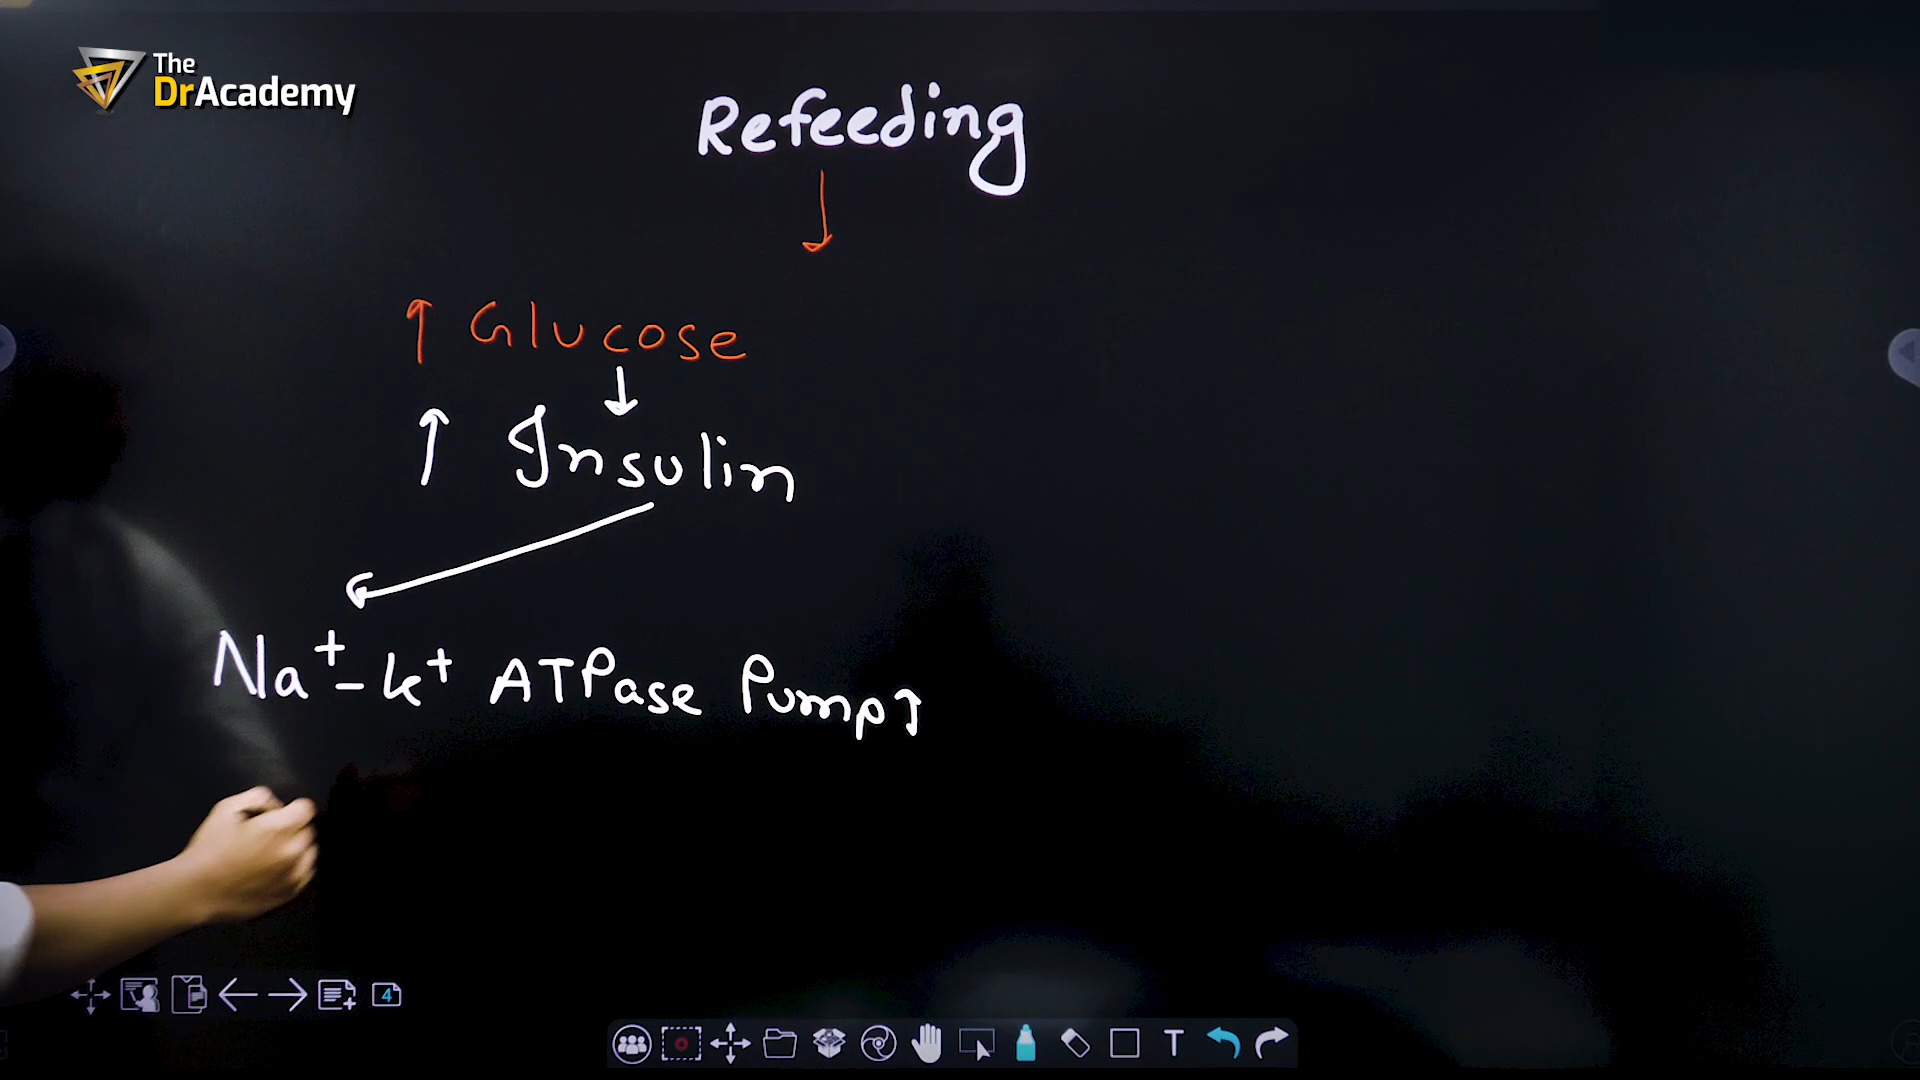 The
DrAcademy
Refeeding
↓
↑ Glucose
↓
↑ Insulin
Na⁺-K⁺ ATPase Pump↑
4
T